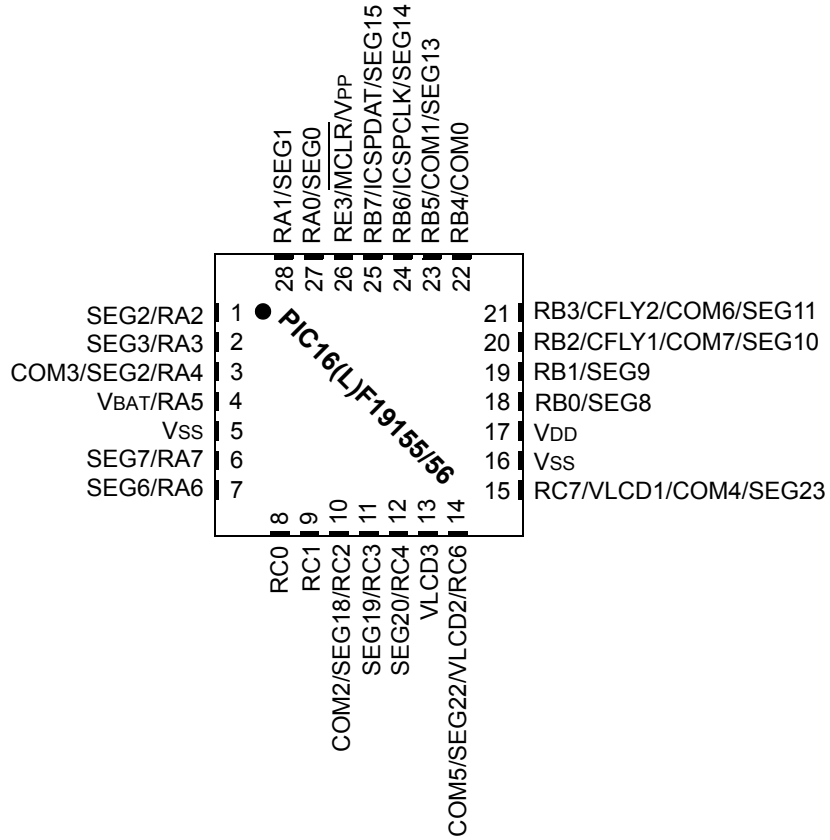 RA1/SEG1
RA0/SEG0
RE3/MCLR/VPP
RB7/ICSPDAT/SEG15
RB6/ICSPCLK/SEG14
RB5/COM1/SEG13
RB4/COM0
28
27
26
25
24
23
22
SEG2/RA2 1
SEG3/RA3 2
COM3/SEG2/RA4 3
VBAT/RA5 4
VSS 5
SEG7/RA7 6
SEG6/RA6 7
PIC16(L)F19155/56
21 RB3/CFLY2/COM6/SEG11
20 RB2/CFLY1/COM7/SEG10
19 RB1/SEG9
18 RB0/SEG8
17 VDD
16 VSS
15 RC7/VLCD1/COM4/SEG23
8
9
10
11
12
13
14
RC0
RC1
COM2/SEG18/RC2
SEG19/RC3
SEG20/RC4
VLCD3
COM5/SEG22/VLCD2/RC6